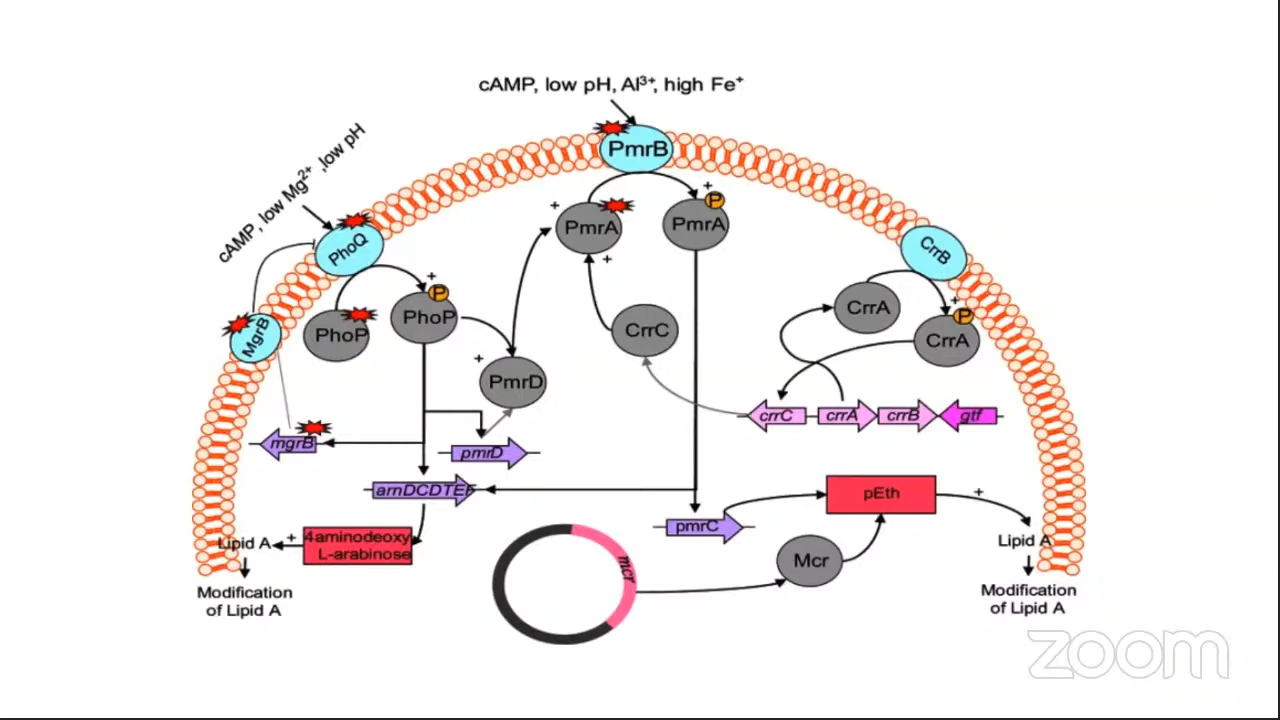 cAMP, low pH, Al³⁺, high Fe⁺
PmrB
cAMP, low Mg²⁺ ,low pH
PhoQ
+
PmrA
+
+
P
PmrA
CrrB
MgrB
PhoP
+
P
PhoP
CrrC
CrrA
+
P
CrrA
+
PmrD
crrC
crrA
crrB
gtf
mgrB
pmrD
arnDCDTEF
pEth
+
pmrC
Lipid A
+
4aminodeoxy
L-arabinose
mcr
Mcr
Lipid A
Modification
of Lipid A
Modification
of Lipid A
zoom